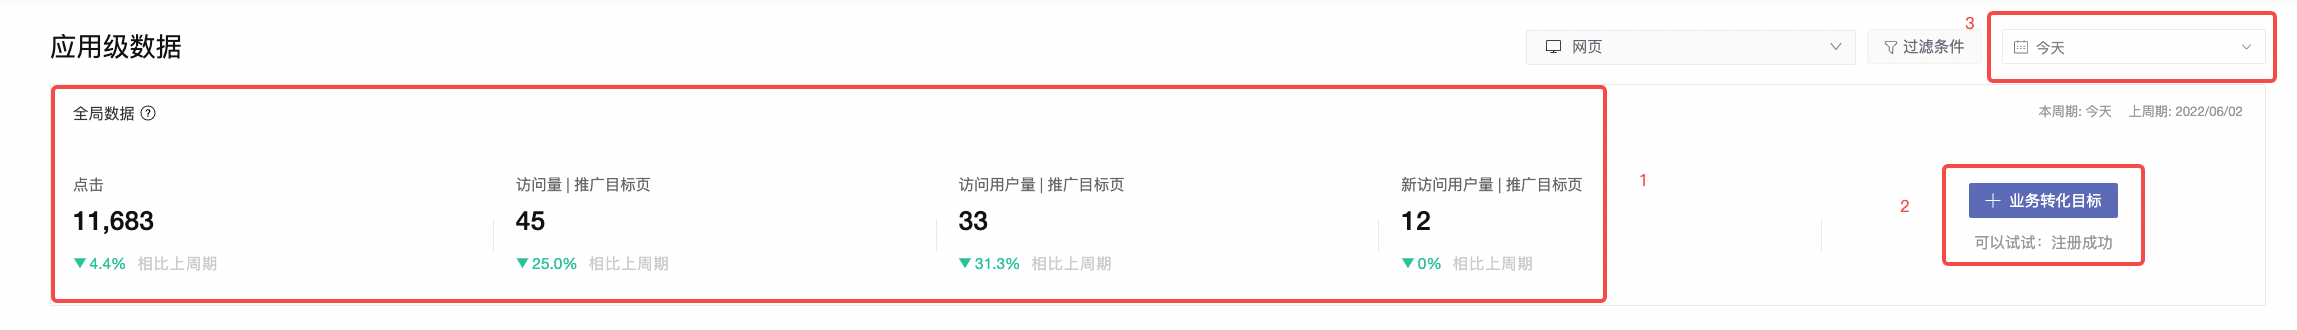 应用级数据
网页
过滤条件
3
今天
全局数据 ?
本周期: 今天 上周期: 2022/06/02
点击
11,683
▼4.4% 相比上周期
访问量 | 推广目标页
45
▼25.0% 相比上周期
访问用户量 | 推广目标页
33
▼31.3% 相比上周期
新访问用户量 | 推广目标页
12
▼0% 相比上周期
1
2
+ 业务转化目标
可以试试：注册成功